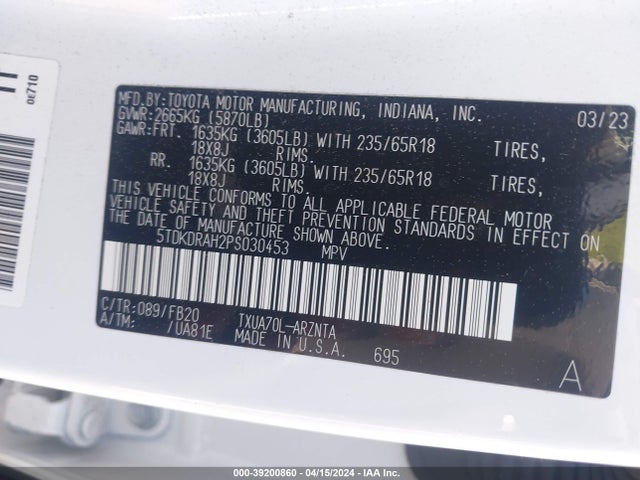 MFD.BY:TOYOTA MOTOR MANUFACTURING, INDIANA, INC. 03/23
GVWR:2665KG (5870LB)
GAWR:FRT. 1635KG (3605LB) WITH 235/65R18 TIRES,
18X8J RIMS.
RR. 1635KG (3605LB) WITH 235/65R18 TIRES,
18X8J RIMS.
THIS VEHICLE CONFORMS TO ALL APPLICABLE FEDERAL MOTOR
VEHICLE SAFETY AND THEFT PREVENTION STANDARDS IN EFFECT ON
THE DATE OF MANUFACTURE SHOWN ABOVE.
5TDKDRAH2PS030453 MPV
C/TR:089/FB20 TXUA70L-ARZNTA
A/TM: /UA81E MADE IN U.S.A. 695
A
0E710
000-39200860 - 04/15/2024 - IAA Inc.